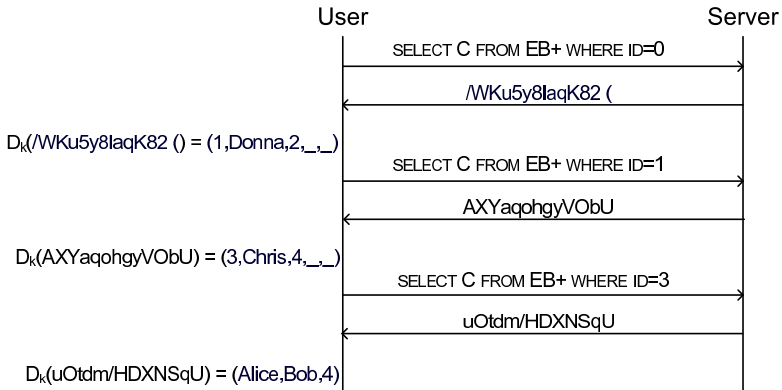 User
Server
SELECT C FROM EB+ WHERE ID=0
/WKu5y8IaqK82 (
Dk(/WKu5y8IaqK82 () = (1,Donna,2,_,_)
SELECT C FROM EB+ WHERE ID=1
AXYaqohgyVObU
Dk(AXYaqohgyVObU) = (3,Chris,4,_,_)
SELECT C FROM EB+ WHERE ID=3
uOtdm/HDXNSqU
Dk(uOtdm/HDXNSqU) = (Alice,Bob,4)